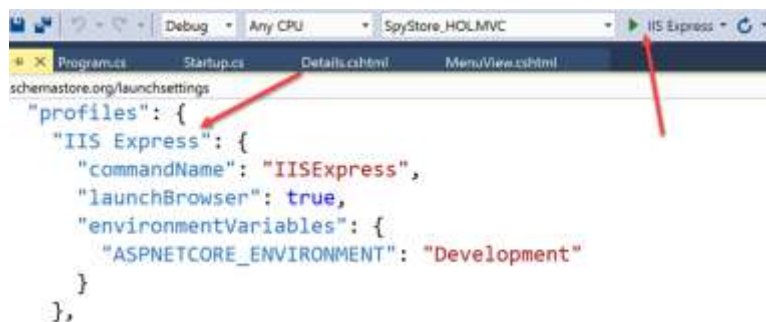 Debug Any CPU SpyStore_HOL.MVC IIS Express
Program.cs Startup.cs Details.cshtml MenuView.cshtml
schemastore.org/launchsettings
"profiles": {
"IIS Express": {
"commandName": "IISExpress",
"launchBrowser": true,
"environmentVariables": {
"ASPNETCORE_ENVIRONMENT": "Development"
}
},